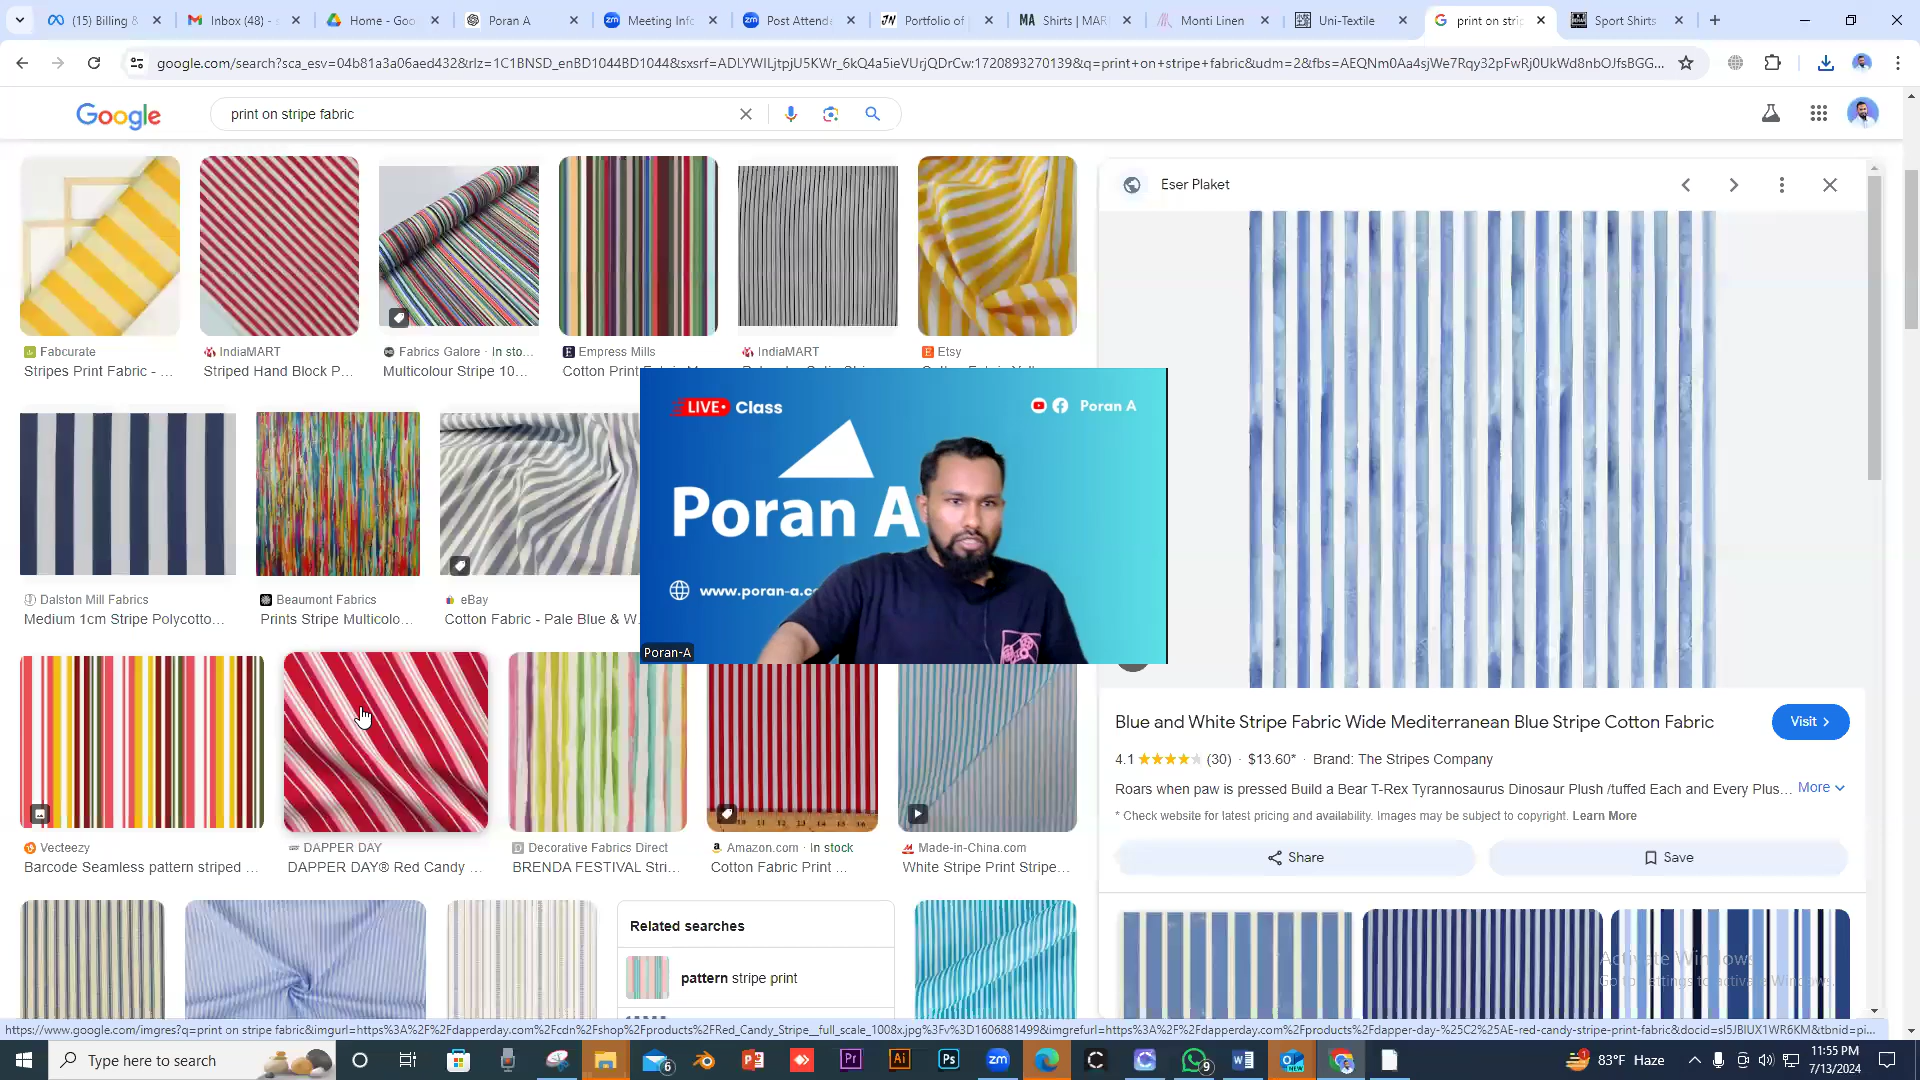 (15) Billing &
Inbox (48) -
Home - Goo
Poran A
Meeting Info
Post Attende
Portfolio of
MA Shirts | MAR
Monti Linen
Uni-Textile
print on strip
Sport Shirts
google.com/search?sca_esv=04b81a3a06aed432&rlz=1C1BNSD_enBD1044BD1044&sxsrf=ADLYWILjtpjU5KWr_6kQ4a5ieVUrjQDrCw:1720893270139&q=print+on+stripe+fabric&udm=2&fbs=AEQNm0Aa4sjWe7Rqy32pFwRj0UkWd8nbOJfsBGG...
Google
print on stripe fabric
Eser Plaket
Fabcurate
Stripes Print Fabric - ...
IndiaMART
Striped Hand Block P...
Fabrics Galore · In sto...
Multicolour Stripe 10...
Empress Mills
IndiaMART
Etsy
LIVE Class
Poran A
Poran A
Poran-A
Dalston Mill Fabrics
Medium 1cm Stripe Polycotto...
Beaumont Fabrics
Prints Stripe Multicolo...
eBay
Cotton Fabric - Pale Blue & W...
Blue and White Stripe Fabric Wide Mediterranean Blue Stripe Cotton Fabric
Visit
4.1 (30) · $13.60* · Brand: The Stripes Company
Roars when paw is pressed Build a Bear T-Rex Tyrannosaurus Dinosaur Plush /tuffed Each and Every Plus... More
* Check website for latest pricing and availability. Images may be subject to copyright. Learn More
Share
Save
Vecteezy
Barcode Seamless pattern striped ...
DAPPER DAY
DAPPER DAY® Red Candy ...
Decorative Fabrics Direct
BRENDA FESTIVAL Stri...
Amazon.com · In stock
Cotton Fabric Print ...
Made-in-China.com
White Stripe Print Stripe...
Related searches
pattern stripe print
Activate Windows
Go to Settings to activate Windows.
https://www.google.com/imgres?q=print on stripe fabric&imgurl=https%3A%2F%2Fdapperday.com%2Fcdn%2Fshop%2Fproducts%2FRed_Candy_Stripe__full_scale_1008x.jpg%3Fv%3D1606881499&imgrefurl=https%3A%2F%2Fdapperday.com%2Fproducts%2Fdapper-day-%25C2%25AE-red-candy-stripe-print-fabric&docid=sI5JBIUX1WR6KM&tbnid=pi...
Type here to search
83°F Haze
11:55 PM
7/13/2024